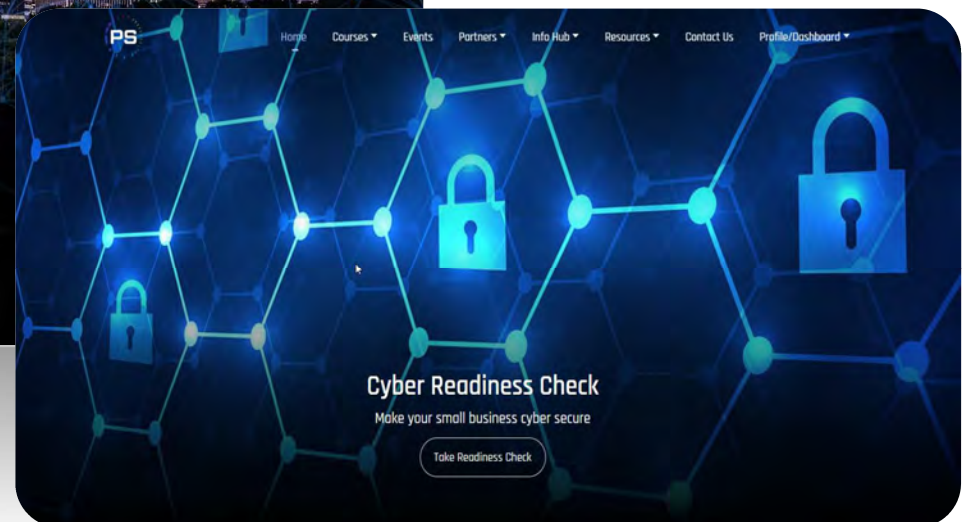 PS
Home Courses Events Partners Info Hub Resources Contact Us Profile/Dashboard
Cyber Readiness Check
Make your small business cyber secure
Take Readiness Check